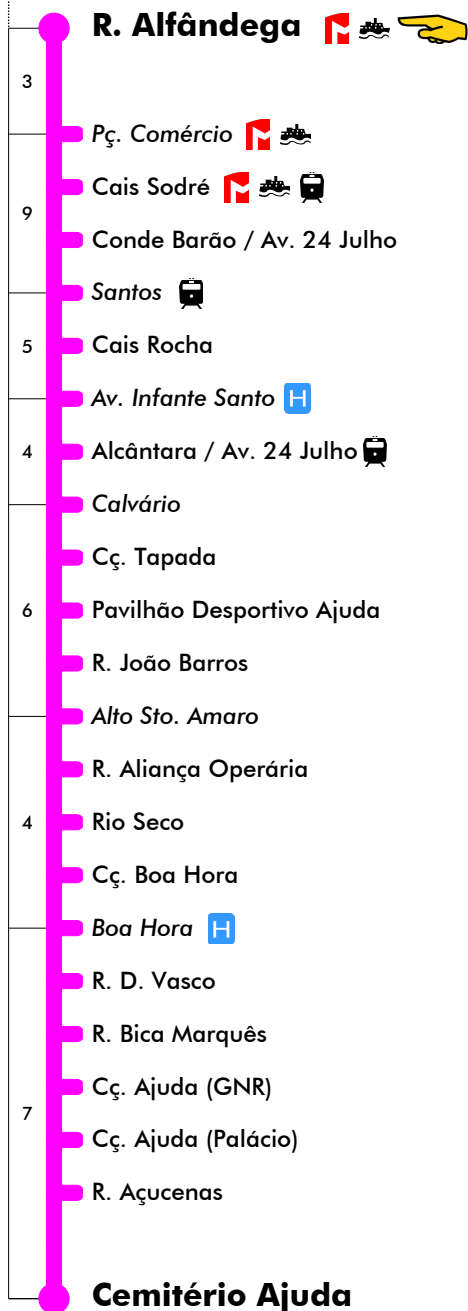 R. Alfândega
3
Pç. Comércio
Cais Sodré
9
Conde Barão / Av. 24 Julho
Santos
5
Cais Rocha
Av. Infante Santo H
4
Alcântara / Av. 24 Julho
Calvário
Cç. Tapada
6
Pavilhão Desportivo Ajuda
R. João Barros
Alto Sto. Amaro
R. Aliança Operária
4
Rio Seco
Cç. Boa Hora
Boa Hora H
R. D. Vasco
R. Bica Marquês
Cç. Ajuda (GNR)
7
Cç. Ajuda (Palácio)
R. Açucenas
Cemitério Ajuda